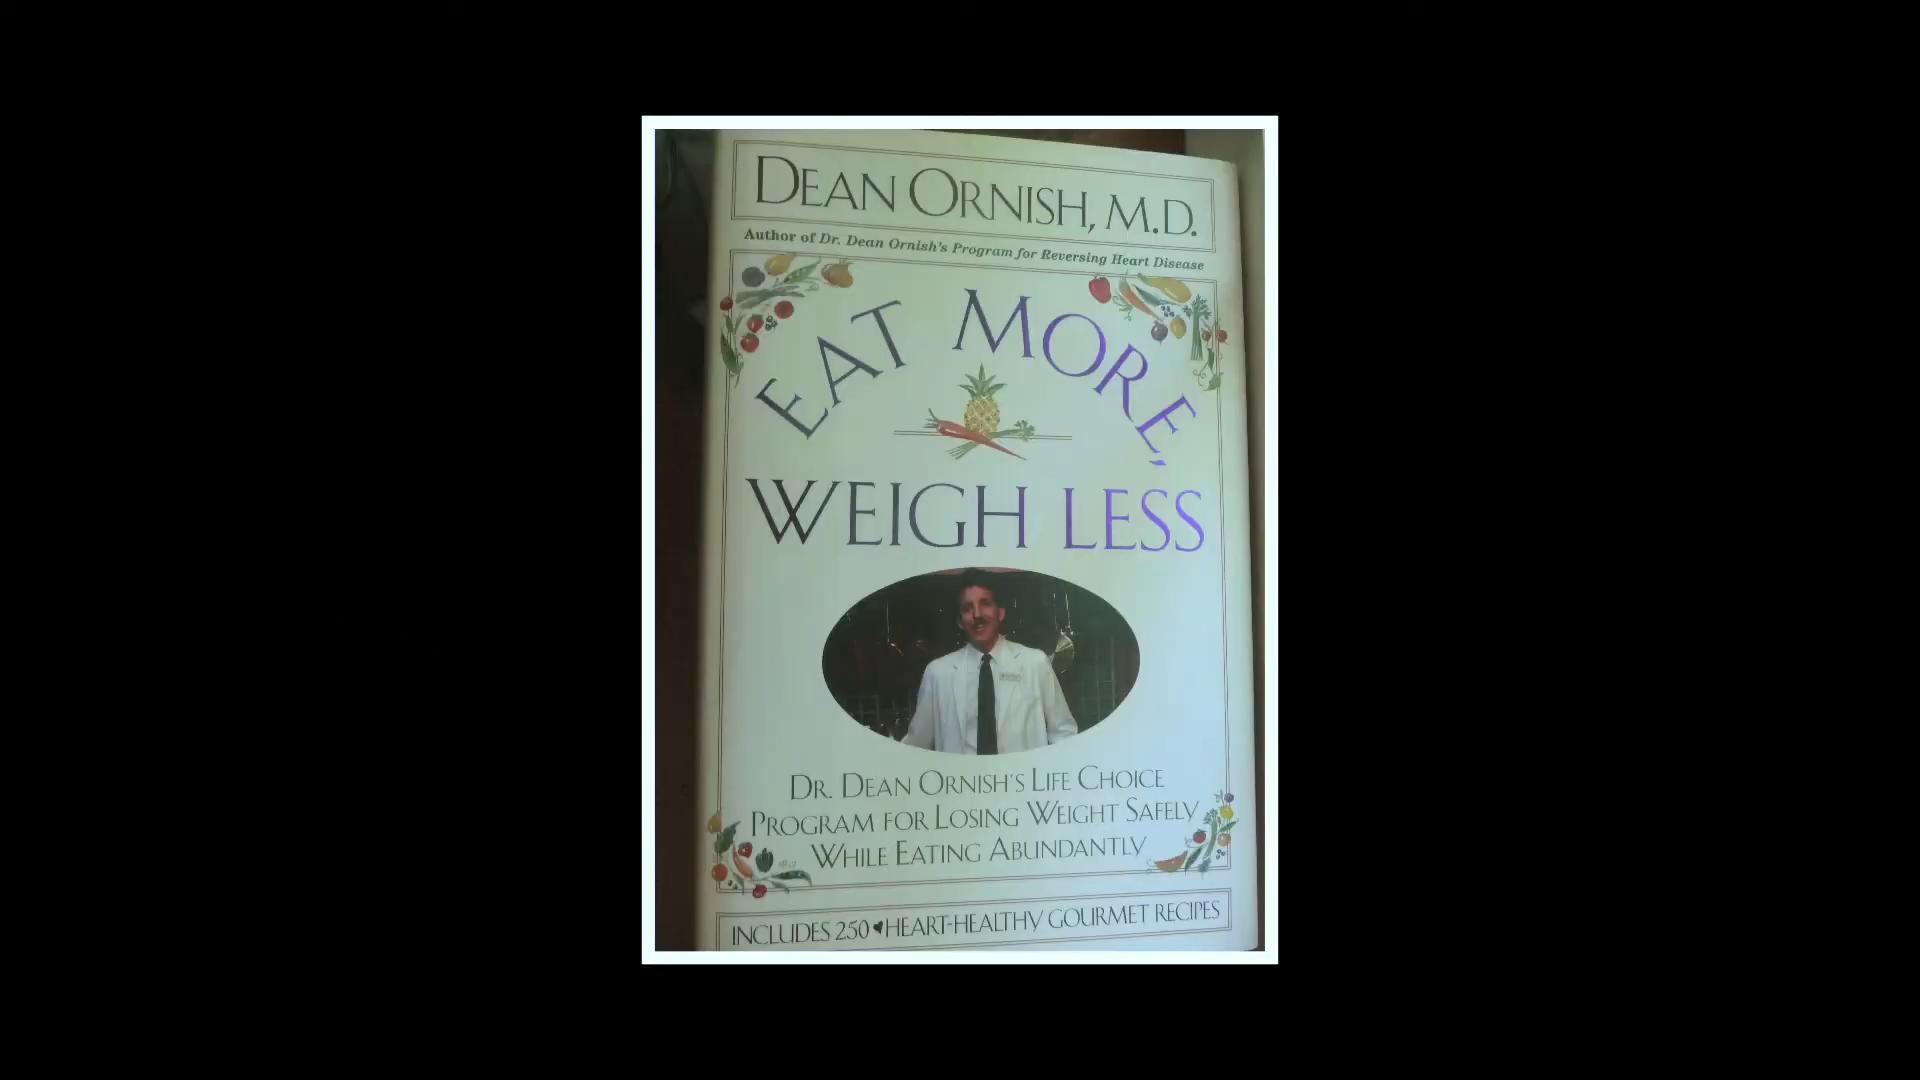 DEAN ORNISH, M.D.
Author of Dr. Dean Ornish's Program for Reversing Heart Disease
EAT MORE,
WEIGH LESS
DR. DEAN ORNISH'S LIFE CHOICE
PROGRAM FOR LOSING WEIGHT SAFELY
WHILE EATING ABUNDANTLY
INCLUDES 250 ♥ HEART-HEALTHY GOURMET RECIPES